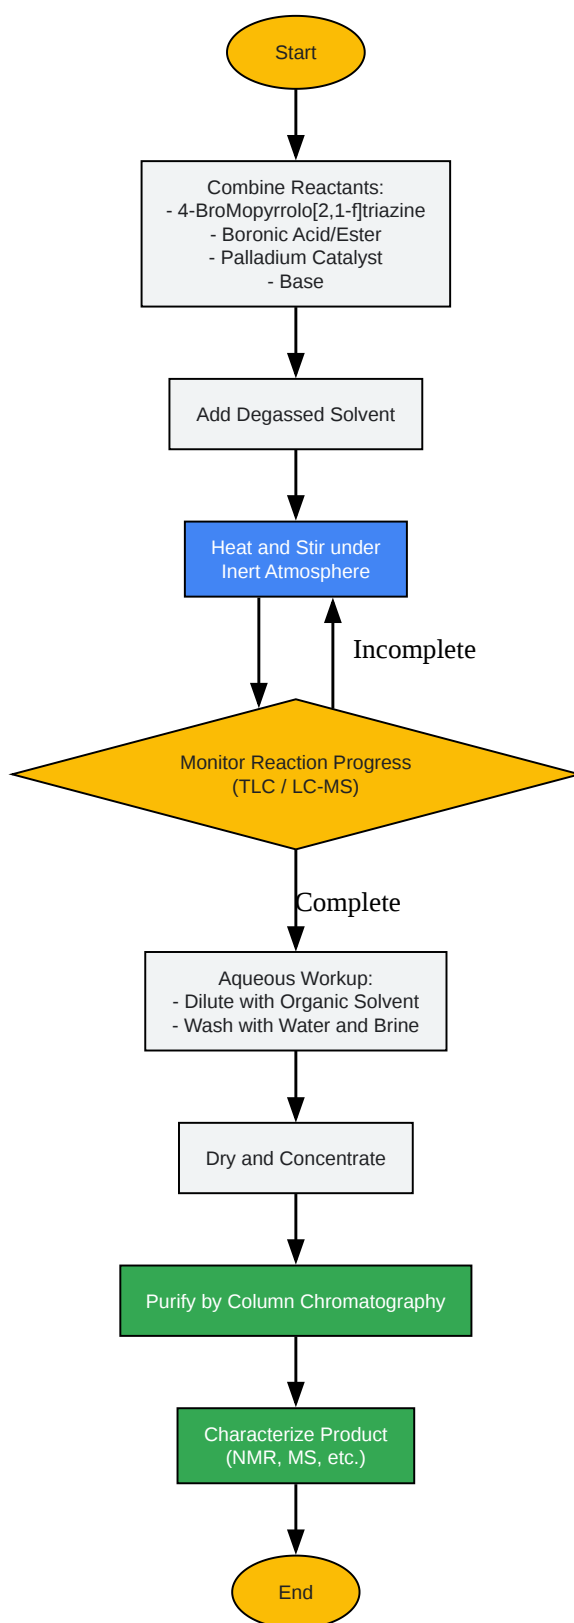 Start
Combine Reactants:
- 4-BroMopyrrolo[2,1-f]triazine
- Boronic Acid/Ester
- Palladium Catalyst
- Base
Add Degassed Solvent
Heat and Stir under
Inert Atmosphere
Incomplete
Monitor Reaction Progress
(TLC / LC-MS)
Complete
Aqueous Workup:
- Dilute with Organic Solvent
- Wash with Water and Brine
Dry and Concentrate
Purify by Column Chromatography
Characterize Product
(NMR, MS, etc.)
End